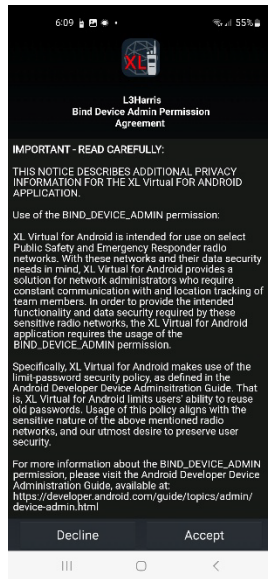 6:09
55%
XL
L3Harris
Bind Device Admin Permission
Agreement
IMPORTANT - READ CAREFULLY:
THIS NOTICE DESCRIBES ADDITIONAL PRIVACY
INFORMATION FOR THE XL Virtual FOR ANDROID
APPLICATION.
Use of the BIND_DEVICE_ADMIN permission:
XL Virtual for Android is intended for use on select
Public Safety and Emergency Responder radio
networks. With these networks and their data security
needs in mind, XL Virtual for Android provides a
solution for network administrators who require
constant communication with and location tracking of
team members. In order to provide the intended
functionality and data security required by these
sensitive radio networks, the XL Virtual for Android
application requires the usage of the
BIND_DEVICE_ADMIN permission.
Specifically, XL Virtual for Android makes use of the
limit-password security policy, as defined in the
Android Developer Device Adminsitration Guide. That
is, XL Virtual for Android limits users' ability to reuse
old passwords. Usage of this policy aligns with the
sensitive nature of the above mentioned radio
networks, and our utmost desire to preserve user
security.
For more information about the BIND_DEVICE_ADMIN
permission, please visit the Android Developer Device
Administration Guide, available at:
https://developer.android.com/guide/topics/admin/
device-admin.html
Decline
Accept